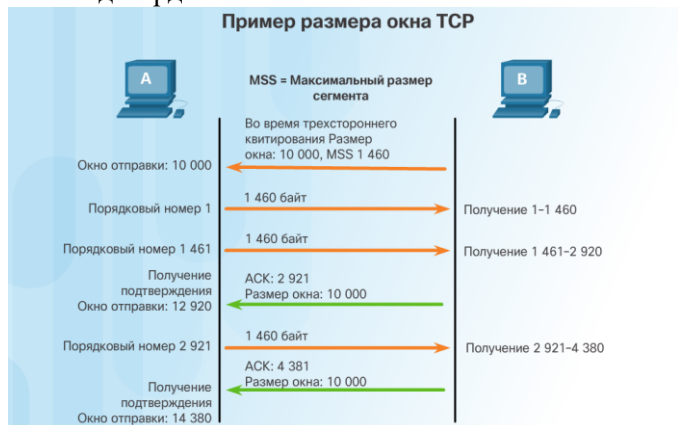 Пример размера окна TCP
A
B
MSS = Максимальный размер
сегмента
Во время трехстороннего
квитирования Размер
окна: 10 000, MSS 1 460
Окно отправки: 10 000
1 460 байт
Порядковый номер 1
Получение 1–1 460
1 460 байт
Порядковый номер 1 461
Получение 1 461–2 920
Получение
подтверждения
Окно отправки: 12 920
ACK: 2 921
Размер окна: 10 000
1 460 байт
Порядковый номер 2 921
Получение 2 921–4 380
ACK: 4 381
Размер окна: 10 000
Получение
подтверждения
Окно отправки: 14 380